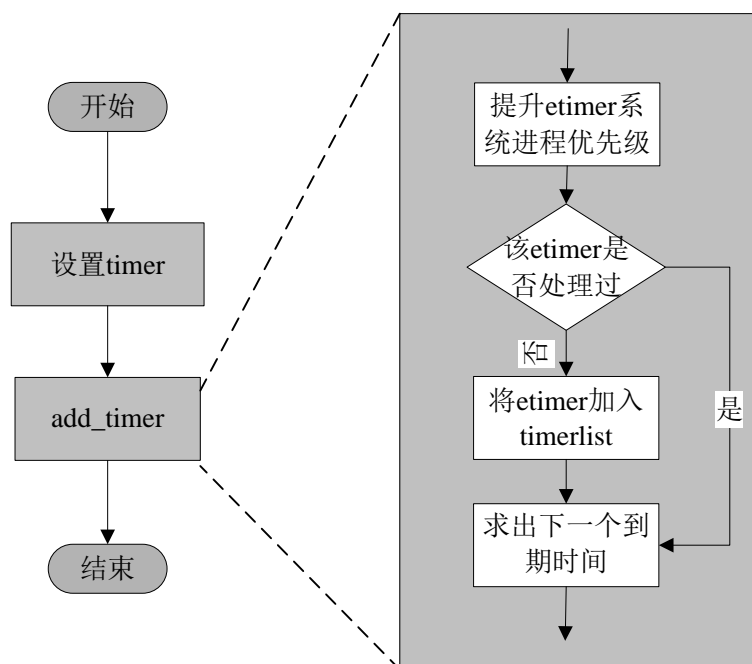 开始
设置timer
add_timer
结束
提升etimer系
统进程优先级
该etimer是
否处理过
否
是
将etimer加入
timerlist
求出下一个到
期时间